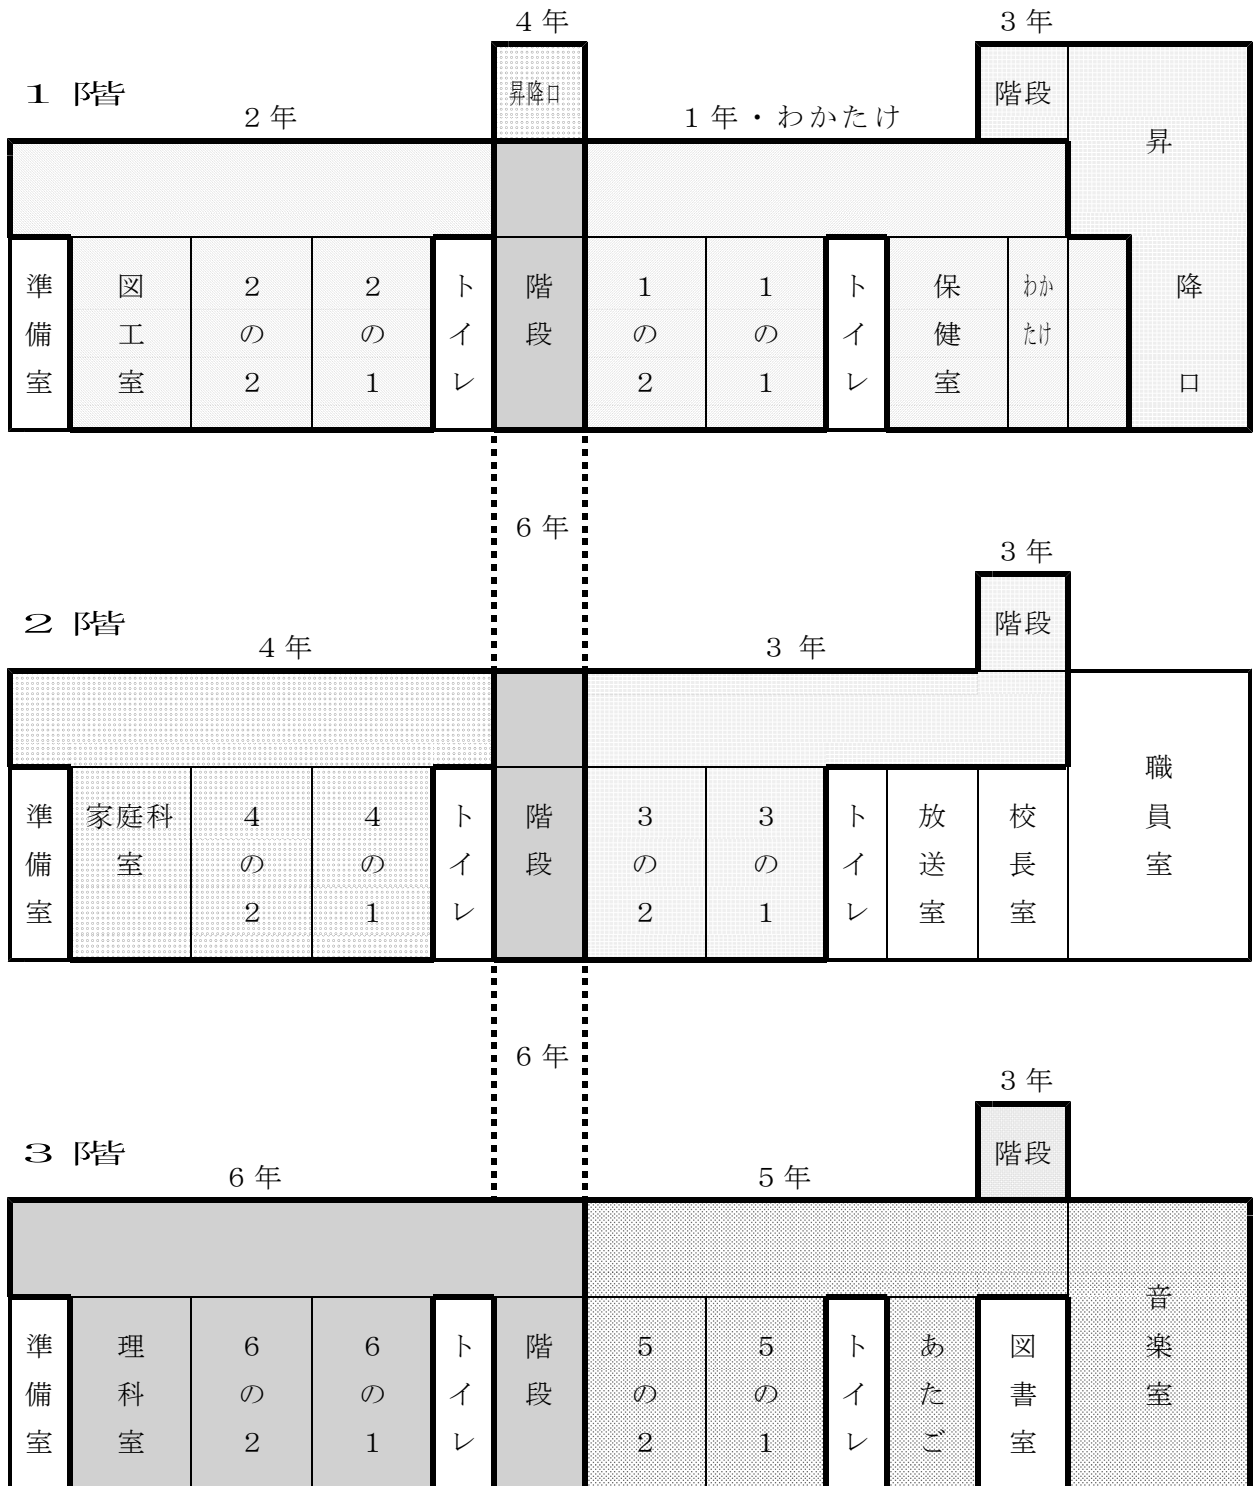 4年
3年
1 階
昇降口
階段
2年
1年・わかたけ
昇降口
準備室
図工室
2の2
2の1
トイレ
階段
1の2
1の1
トイレ
保健室
わかたけ
6年
3年
2 階
階段
4年
3 年
職員室
準備室
家庭科室
4の2
4の1
トイレ
階段
3の2
3の1
トイレ
放送室
校長室
6年
3年
3 階
階段
6年
5年
音楽室
準備室
理科室
6の2
6の1
トイレ
階段
5の2
5の1
トイレ
あたご
図書室